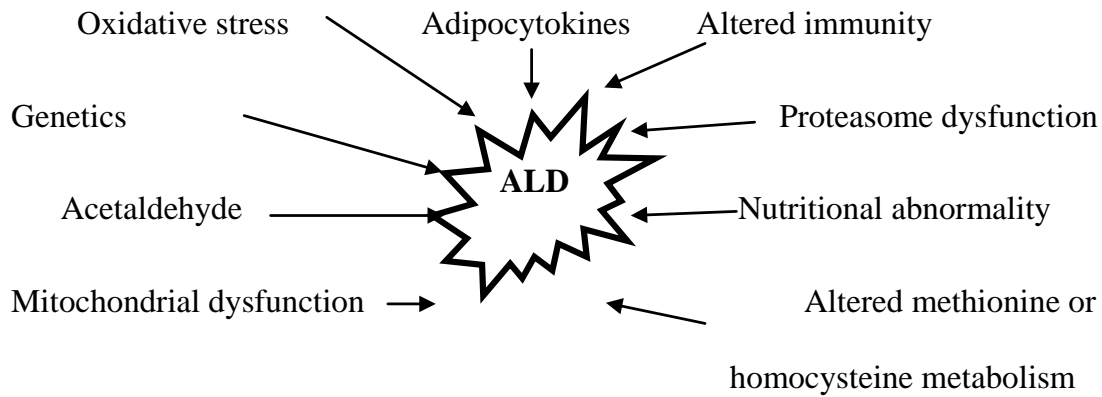 Oxidative stress
Adipocytokines
Altered immunity
Genetics
Proteasome dysfunction
ALD
Acetaldehyde
Nutritional abnormality
Mitochondrial dysfunction
Altered methionine or
homocysteine metabolism